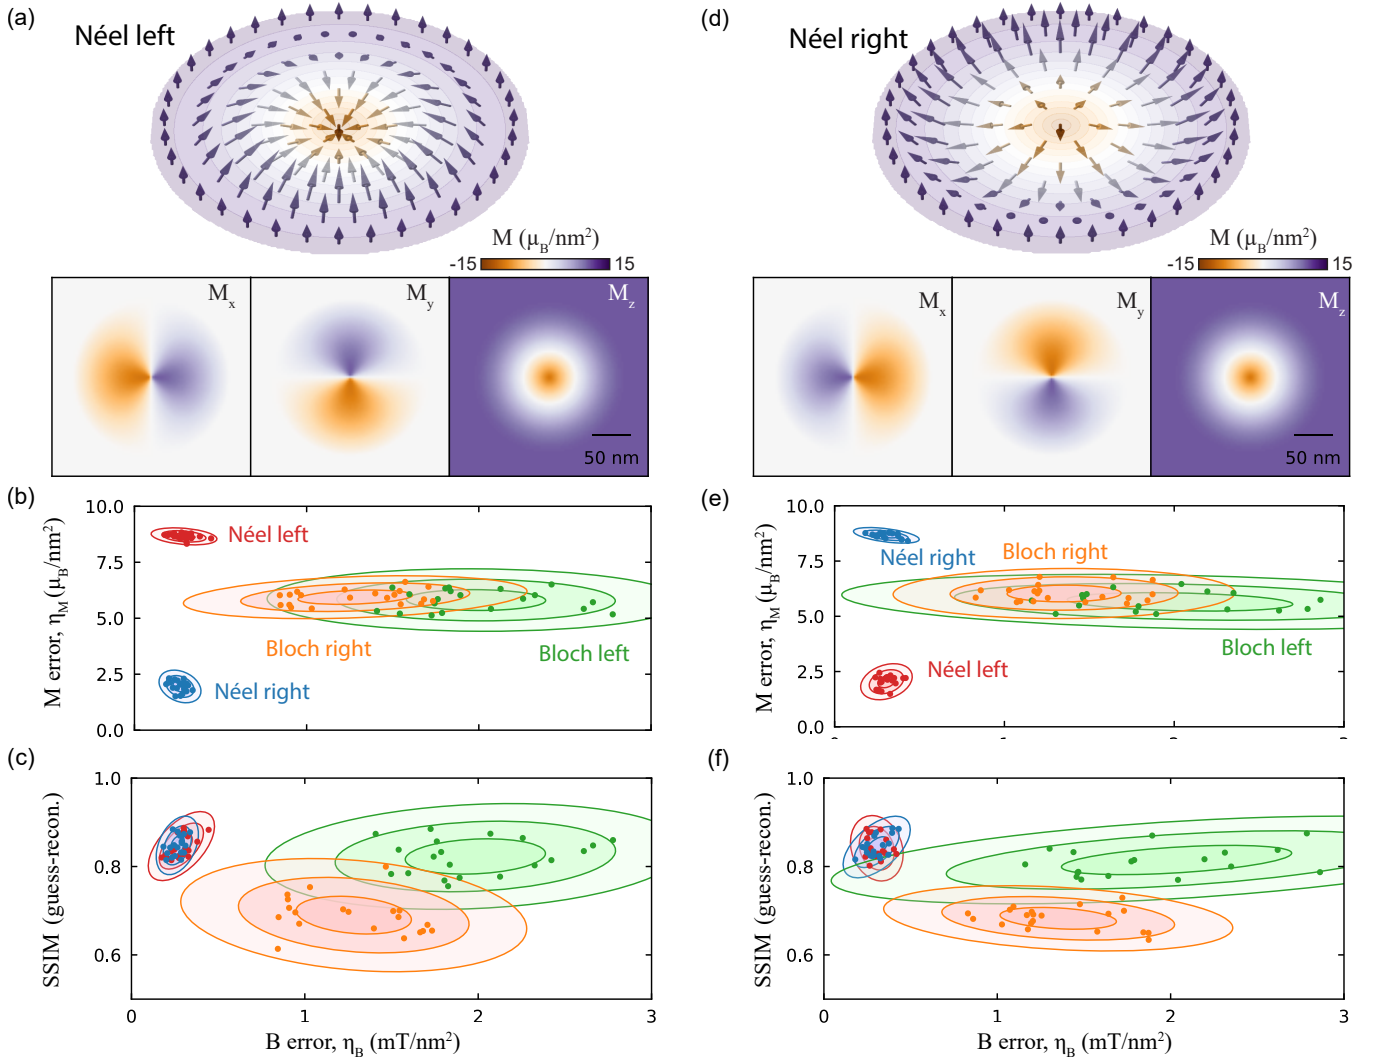 (a)
Néel left
M (μB/nm²)
-15
15
Mx
My
Mz
50 nm
(b)
M error, ηM (μB/nm²)
10.0
7.5
5.0
2.5
0.0
Néel left
Bloch right
Bloch left
Néel right
0
1
2
3
(c)
SSIM (guess-recon.)
1.0
0.8
0.6
0
1
2
3
B error, ηB (mT/nm²)
(d)
Néel right
M (μB/nm²)
-15
15
Mx
My
Mz
50 nm
(e)
M error, ηM (μB/nm²)
10.0
7.5
5.0
2.5
0.0
Néel right
Bloch right
Bloch left
Néel left
(f)
SSIM (guess-recon.)
1.0
0.8
0.6
0
1
2
3
B error, ηB (mT/nm²)